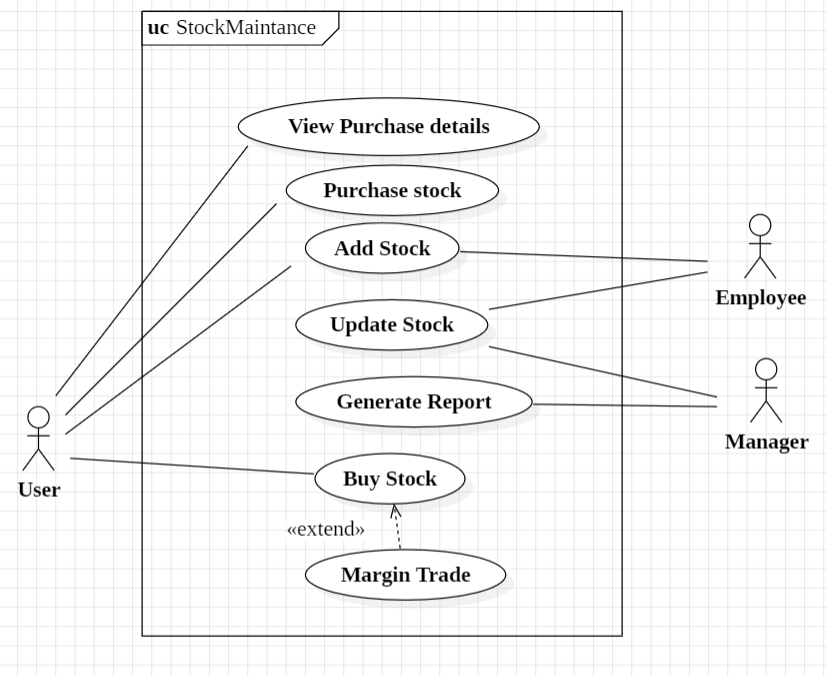 uc StockMaintance
View Purchase details
Purchase stock
Add Stock
Employee
Update Stock
Generate Report
Manager
User
Buy Stock
«extend»
Margin Trade